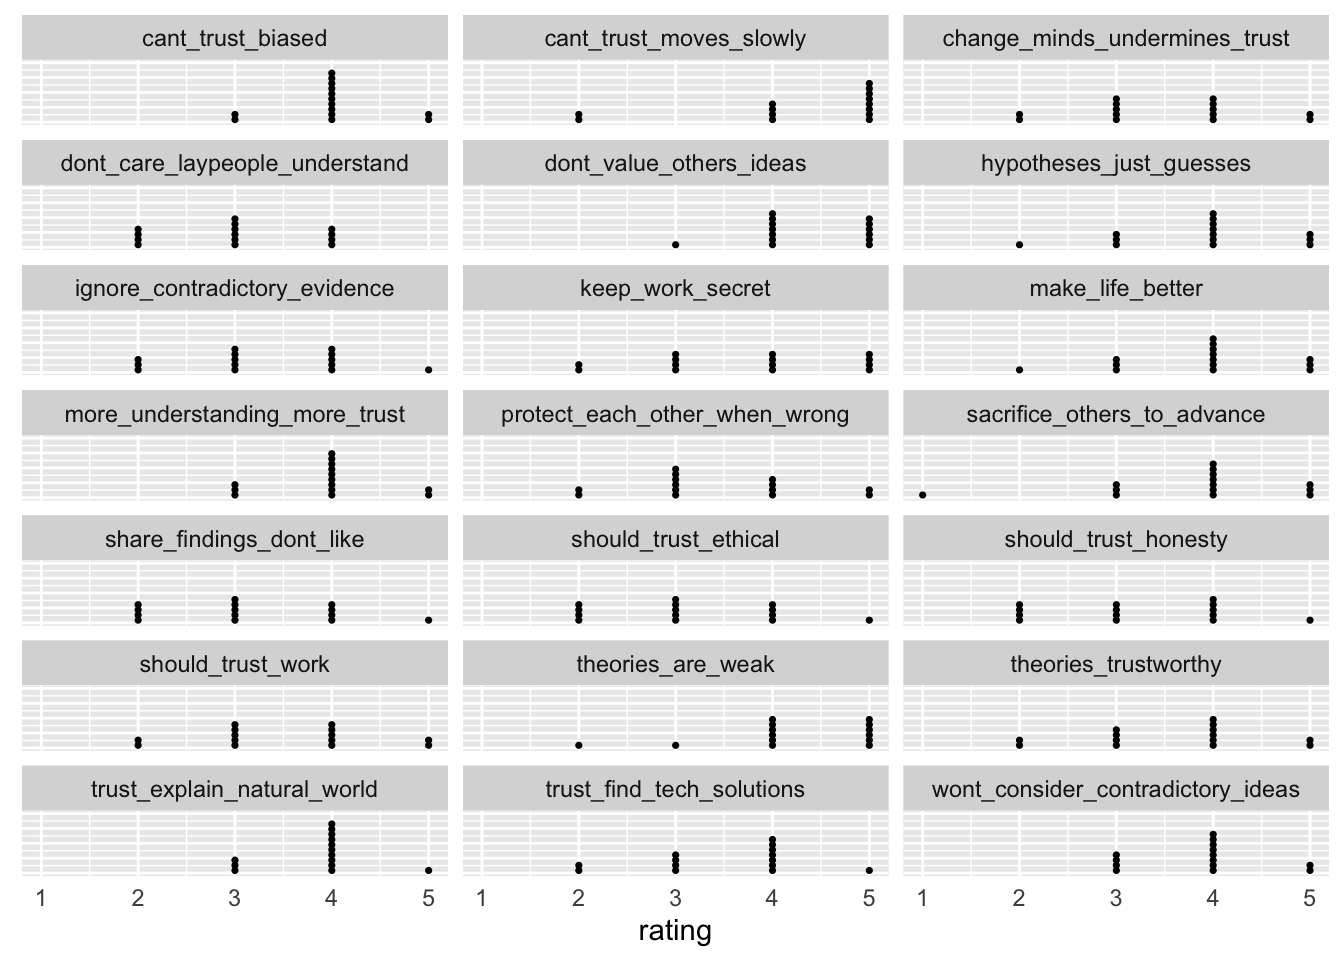 cant_trust_biased
cant_trust_moves_slowly
change_minds_undermines_trust
dont_care_laypeople_understand
dont_value_others_ideas
hypotheses_just_guesses
ignore_contradictory_evidence
keep_work_secret
make_life_better
more_understanding_more_trust
protect_each_other_when_wrong
sacrifice_others_to_advance
share_findings_dont_like
should_trust_ethical
should_trust_honesty
should_trust_work
theories_are_weak
theories_trustworthy
trust_explain_natural_world
trust_find_tech_solutions
wont_consider_contradictory_ideas
1 2 3 4 5
1 2 3 4 5
1 2 3 4 5
rating